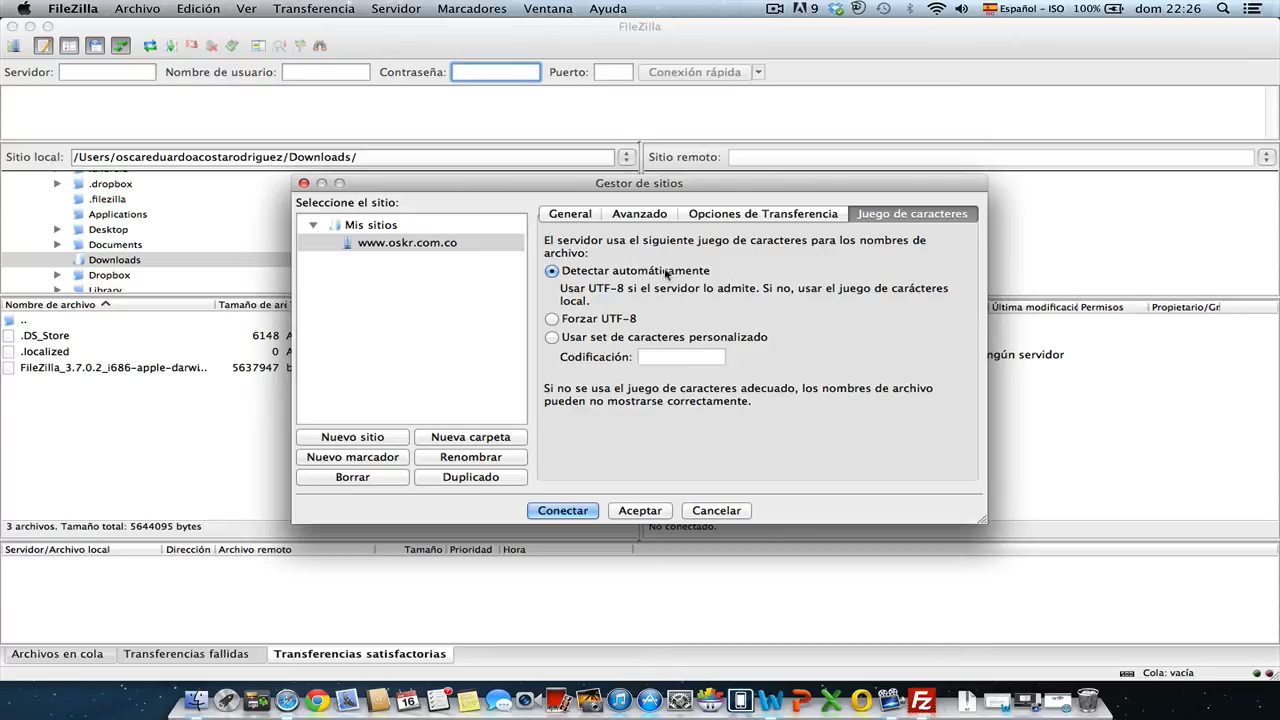 FileZilla Archivo Edición Ver Transferencia Servidor Marcadores Ventana Ayuda 9 Español - ISO 100% dom 22:26
FileZilla
Servidor: Nombre de usuario: Contraseña: Puerto: Conexión rápida
Sitio local: /Users/oscareduardoacostarodriguez/Downloads/ Sitio remoto:
.dropbox
.filezilla
Applications
Desktop
Documents
Downloads
Dropbox
Library
Nombre de archivo Tamaño de ar
..
.DS_Store 6148
.localized 0
FileZilla_3.7.0.2_i686-apple-darwi... 5637947
3 archivos. Tamaño total: 5644095 bytes
Última modificació Permisos Propietario/Gr
ngún servidor
No conectado.
Gestor de sitios
Seleccione el sitio:
Mis sitios
www.oskr.com.co
Nuevo sitio Nueva carpeta
Nuevo marcador Renombrar
Borrar Duplicado
General Avanzado Opciones de Transferencia Juego de caracteres
El servidor usa el siguiente juego de caracteres para los nombres de
archivo:
Detectar automáticamente
Usar UTF-8 si el servidor lo admite. Si no, usar el juego de carácteres
local.
Forzar UTF-8
Usar set de caracteres personalizado
Codificación:
Si no se usa el juego de caracteres adecuado, los nombres de archivo
pueden no mostrarse correctamente.
Conectar Aceptar Cancelar
Servidor/Archivo local Dirección Archivo remoto Tamaño Prioridad Hora
Archivos en cola Transferencias fallidas Transferencias satisfactorias
Cola: vacía
16